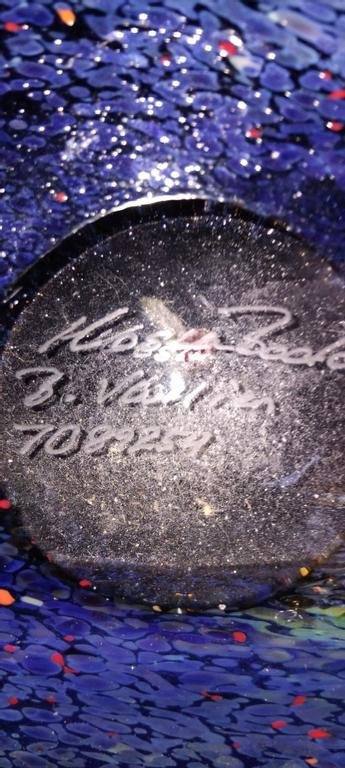 Kosta Boda
B. Vallien
7089259